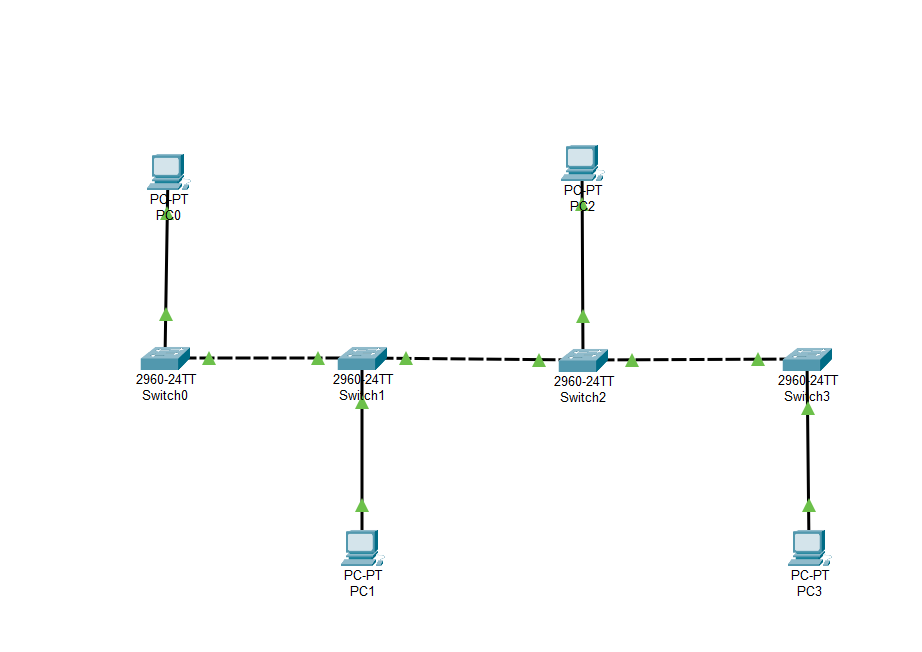 PC-PT
PC0
PC-PT
PC2
2960-24TT
Switch0
2960-24TT
Switch1
2960-24TT
Switch2
2960-24TT
Switch3
PC-PT
PC1
PC-PT
PC3